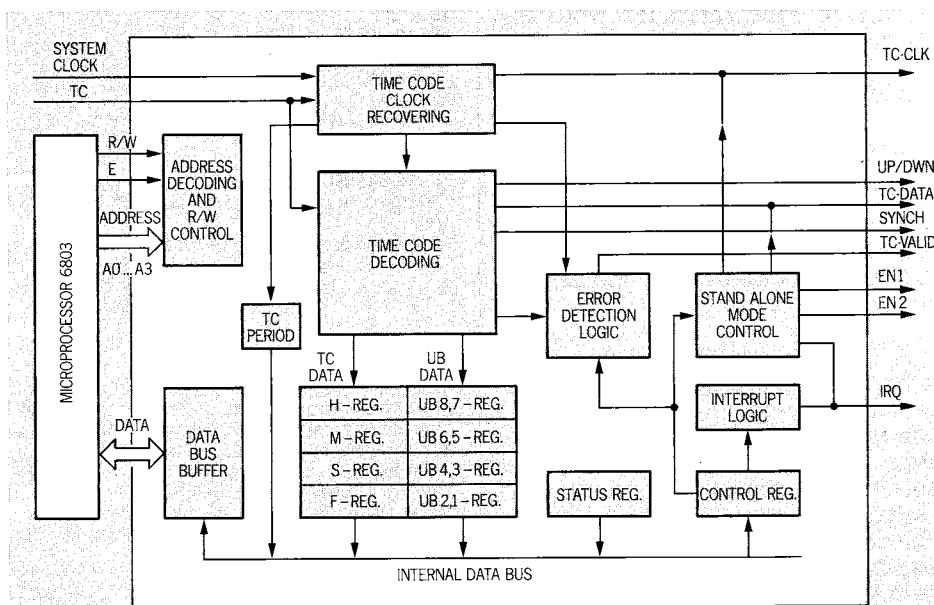 SYSTEM
CLOCK
TC
TIME CODE
CLOCK
RECOVERING
TC-CLK
MICROPROCESSOR 6803
R/W
E
ADDRESS
A0...A3
ADDRESS
DECODING
AND
R/W
CONTROL
TIME CODE
DECODING
UP/DWN
TC-DATA
SYNCH
TC-VALID
TC
PERIOD
ERROR
DETECTION
LOGIC
STAND ALONE
MODE
CONTROL
EN1
EN2
TC
DATA
UB
DATA
H-REG.
UB 8,7-REG.
M-REG.
UB 6,5-REG.
S-REG.
UB 4,3-REG.
F-REG.
UB 2,1-REG.
INTERRUPT
LOGIC
IRQ
DATA
DATA
BUS
BUFFER
STATUS REG.
CONTROL REG.
INTERNAL DATA BUS